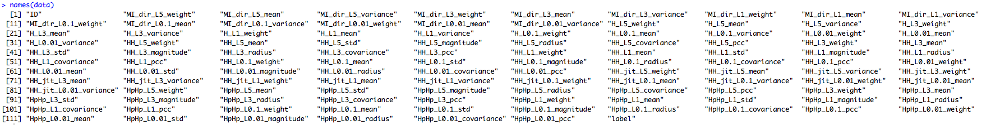 > names(data)
[1] "ID" "MI_dir_L5_weight" "MI_dir_L5_mean" "MI_dir_L5_variance" "MI_dir_L3_weight" "MI_dir_L3_mean" "MI_dir_L3_variance" "MI_dir_L1_weight" "MI_dir_L1_mean" "MI_dir_L1_variance"
[11] "MI_dir_L0.1_weight" "MI_dir_L0.1_mean" "MI_dir_L0.1_variance" "MI_dir_L0.01_weight" "MI_dir_L0.01_mean" "MI_dir_L0.01_variance" "H_L5_weight" "H_L5_mean" "H_L5_variance" "H_L3_weight"
[21] "H_L3_mean" "H_L3_variance" "H_L1_weight" "H_L1_mean" "H_L1_variance" "H_L0.1_weight" "H_L0.1_mean" "H_L0.1_variance" "H_L0.01_weight" "H_L0.01_mean"
[31] "H_L0.01_variance" "HH_L5_weight" "HH_L5_mean" "HH_L5_std" "HH_L5_magnitude" "HH_L5_radius" "HH_L5_covariance" "HH_L5_pcc" "HH_L3_weight" "HH_L3_mean"
[41] "HH_L3_std" "HH_L3_magnitude" "HH_L3_radius" "HH_L3_covariance" "HH_L3_pcc" "HH_L1_weight" "HH_L1_mean" "HH_L1_std" "HH_L1_magnitude" "HH_L1_radius"
[51] "HH_L1_covariance" "HH_L1_pcc" "HH_L0.1_weight" "HH_L0.1_mean" "HH_L0.1_std" "HH_L0.1_magnitude" "HH_L0.1_radius" "HH_L0.1_covariance" "HH_L0.1_pcc" "HH_L0.01_weight"
[61] "HH_L0.01_mean" "HH_L0.01_std" "HH_L0.01_magnitude" "HH_L0.01_radius" "HH_L0.01_covariance" "HH_L0.01_pcc" "HH_jit_L5_weight" "HH_jit_L5_mean" "HH_jit_L5_variance" "HH_jit_L3_weight"
[71] "HH_jit_L3_mean" "HH_jit_L3_variance" "HH_jit_L1_weight" "HH_jit_L1_mean" "HH_jit_L1_variance" "HH_jit_L0.1_weight" "HH_jit_L0.1_mean" "HH_jit_L0.1_variance" "HH_jit_L0.01_weight" "HH_jit_L0.01_mean"
[81] "HH_jit_L0.01_variance" "HpHp_L5_weight" "HpHp_L5_mean" "HpHp_L5_std" "HpHp_L5_magnitude" "HpHp_L5_radius" "HpHp_L5_covariance" "HpHp_L5_pcc" "HpHp_L3_weight" "HpHp_L3_mean"
[91] "HpHp_L3_std" "HpHp_L3_magnitude" "HpHp_L3_radius" "HpHp_L3_covariance" "HpHp_L3_pcc" "HpHp_L1_weight" "HpHp_L1_mean" "HpHp_L1_std" "HpHp_L1_magnitude" "HpHp_L1_radius"
[101] "HpHp_L1_covariance" "HpHp_L1_pcc" "HpHp_L0.1_weight" "HpHp_L0.1_mean" "HpHp_L0.1_std" "HpHp_L0.1_magnitude" "HpHp_L0.1_radius" "HpHp_L0.1_covariance" "HpHp_L0.1_pcc" "HpHp_L0.01_weight"
[111] "HpHp_L0.01_mean" "HpHp_L0.01_std" "HpHp_L0.01_magnitude" "HpHp_L0.01_radius" "HpHp_L0.01_covariance" "HpHp_L0.01_pcc" "label"